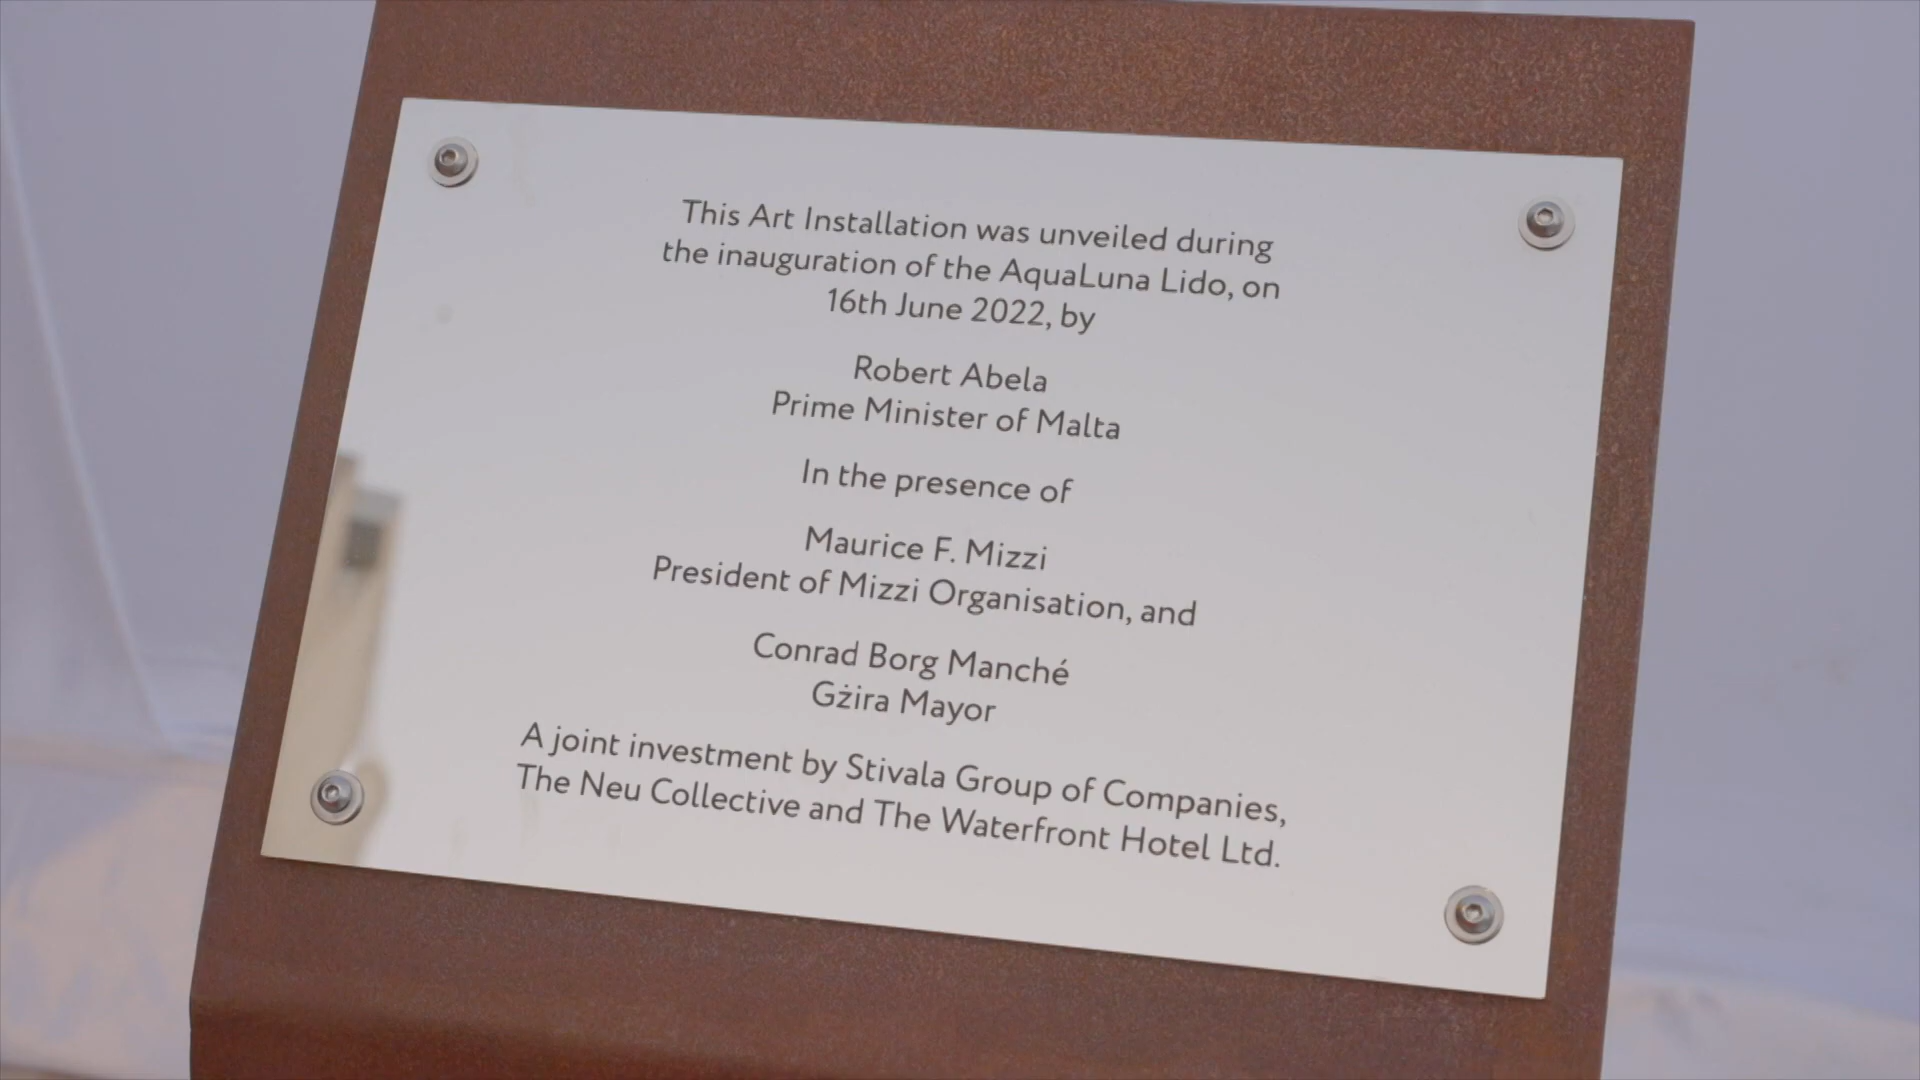 This Art Installation was unveiled during
the inauguration of the AquaLuna Lido, on
16th June 2022, by
Robert Abela
Prime Minister of Malta
In the presence of
Maurice F. Mizzi
President of Mizzi Organisation, and
Conrad Borg Manché
Gżira Mayor
A joint investment by Stivala Group of Companies,
The Neu Collective and The Waterfront Hotel Ltd.